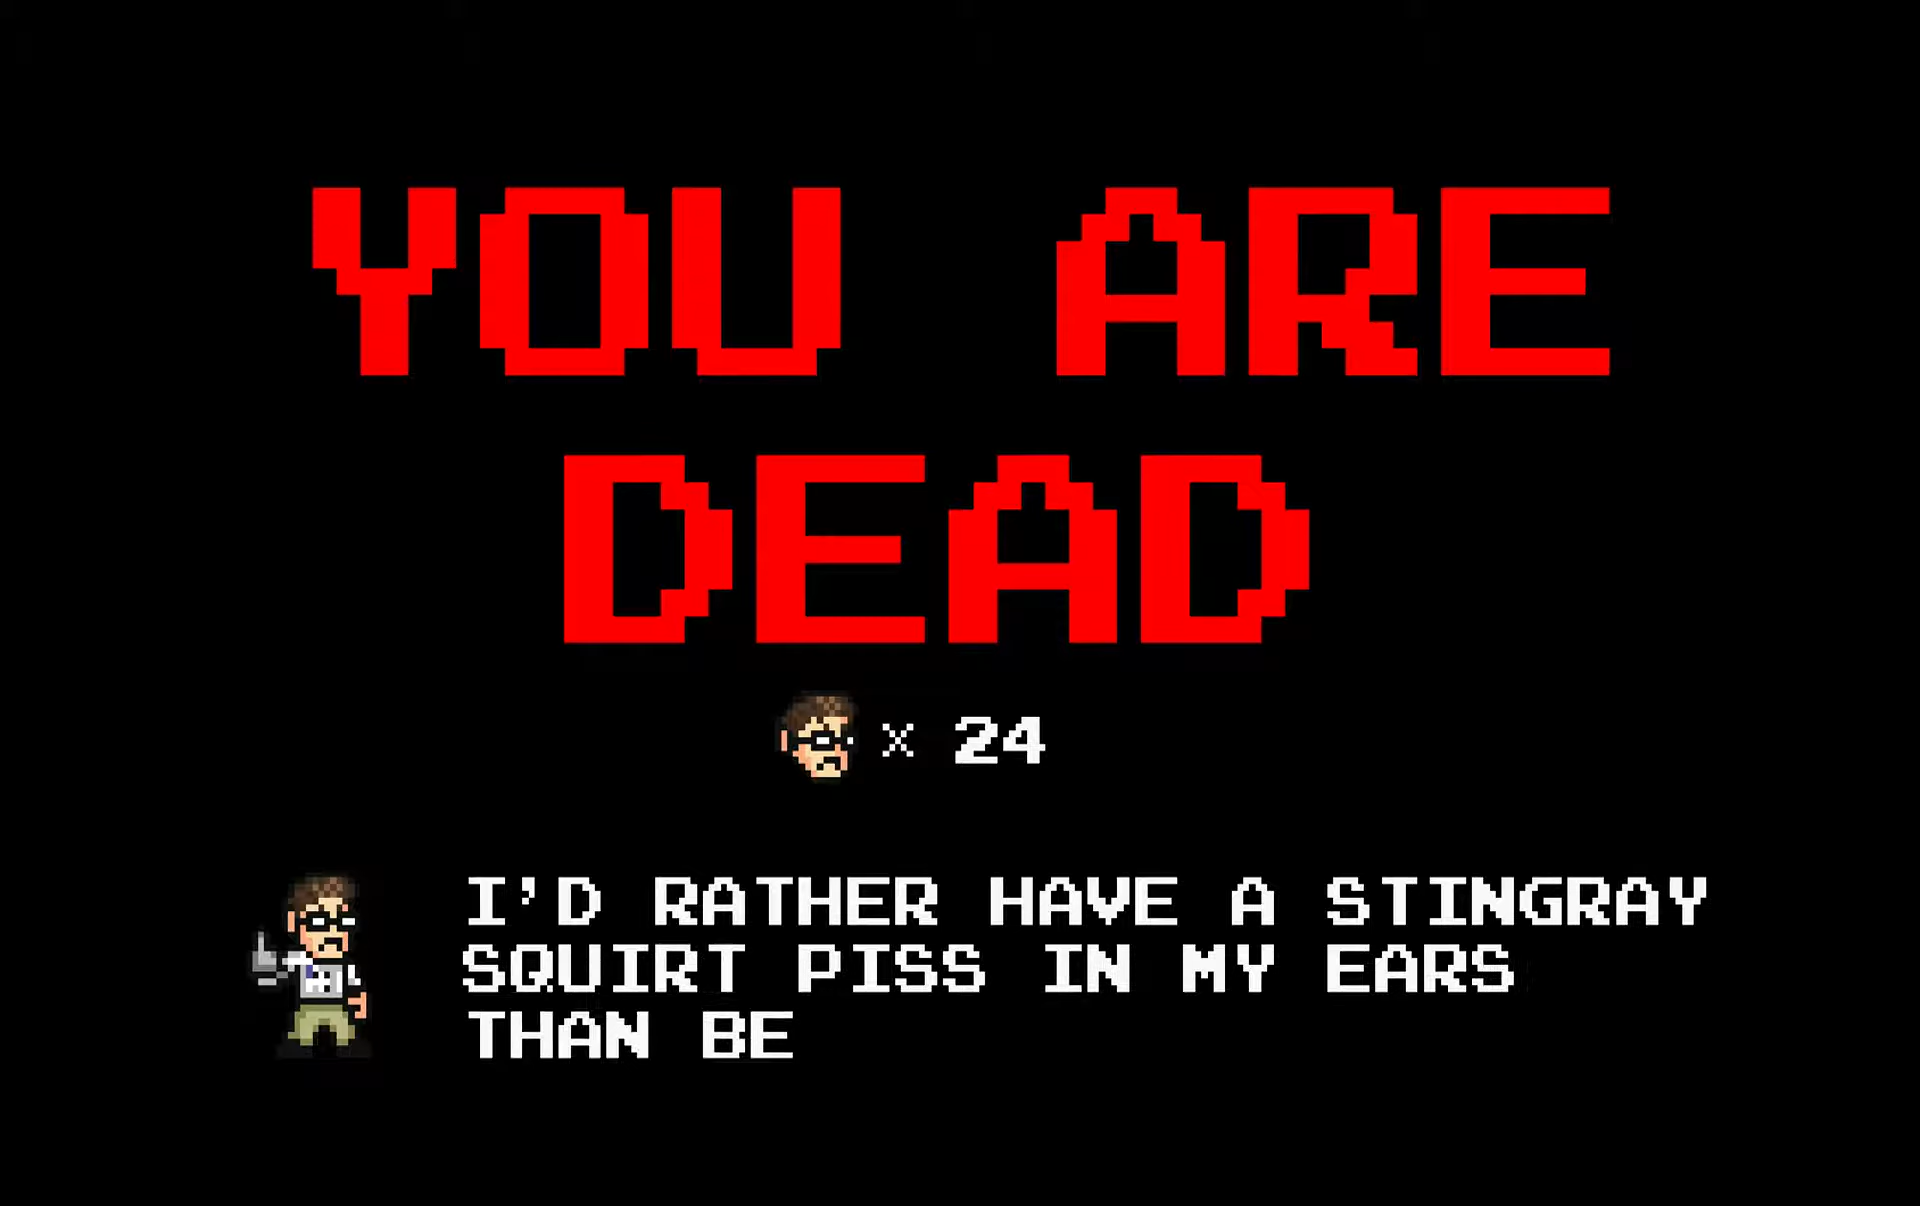 YOU ARE
DEAD
x 24
I'D RATHER HAVE A STINGRAY
SQUIRT PISS IN MY EARS
THAN BE